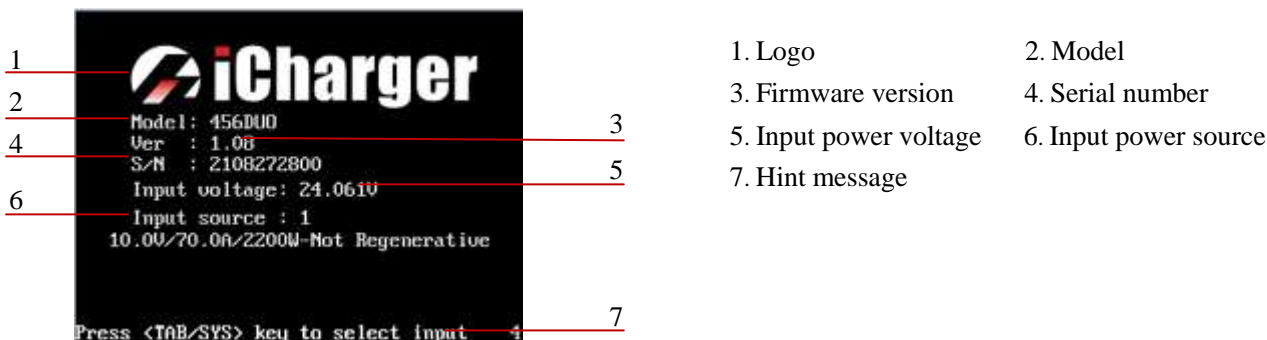 iCharger
Model: 456DUO
Ver : 1.08
S/N : 2108272800
Input voltage: 24.061V
Input source : 1
10.0V/70.0A/2200W-Not Regenerative
Press <TAB/SYS> key to select input 4
1
2
4
6
3
5
7
1. Logo 2. Model
3. Firmware version 4. Serial number
5. Input power voltage 6. Input power source
7. Hint message